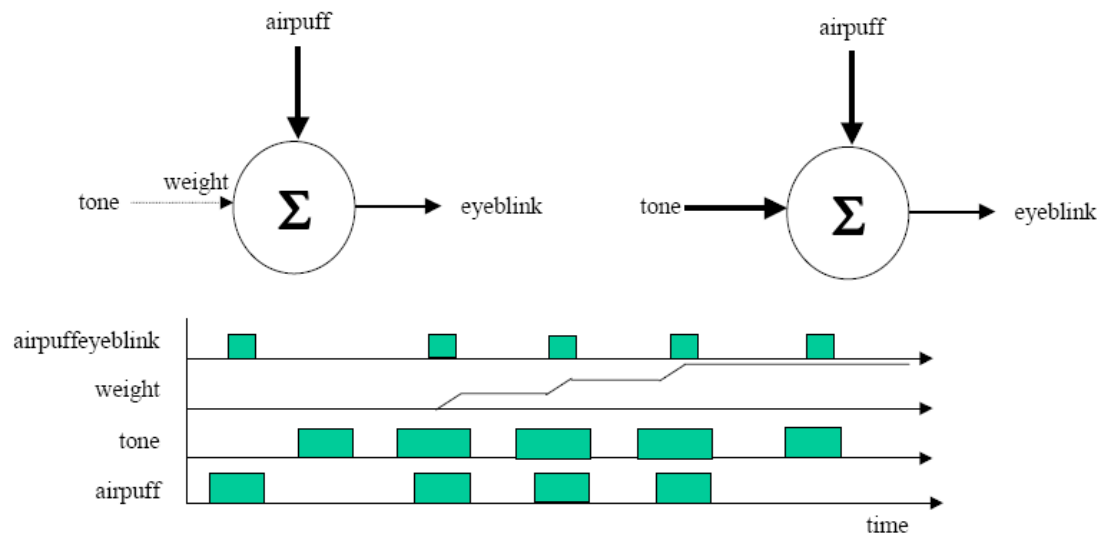 airpuff
airpuff
weight
tone
Σ
eyeblink
tone
Σ
eyeblink
airpuffeyeblink
weight
tone
airpuff
time